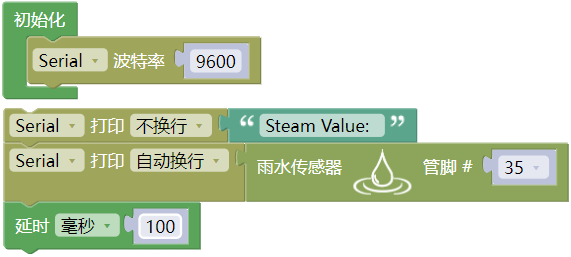 初始化
Serial 波特率 9600
Serial 打印 不换行 “ Steam Value: ”
Serial 打印 自动换行 雨水传感器 管脚 # 35
延时 毫秒 100